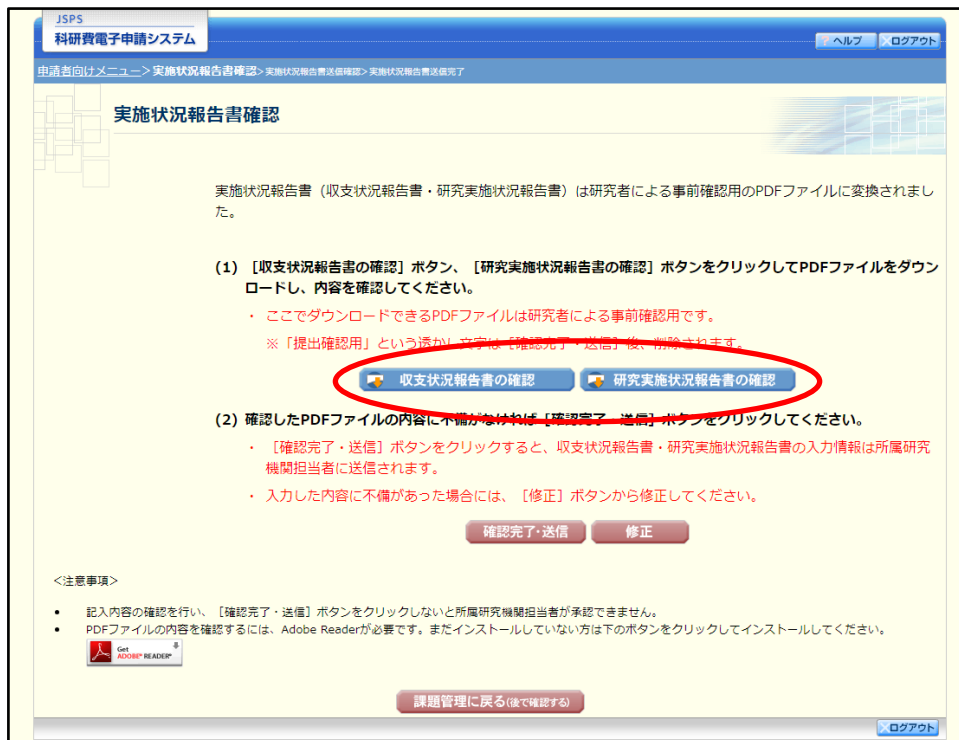 JSPS
科研費電子申請システム
? ヘルプ
ログアウト
申請者向けメニュー>実施状況報告書確認>実施状況報告書送信確認>実施状況報告書送信完了
実施状況報告書確認
実施状況報告書（収支状況報告書・研究実施状況報告書）は研究者による事前確認用のPDFファイルに変換されまし
た。
(1) ［収支状況報告書の確認］ボタン、［研究実施状況報告書の確認］ボタンをクリックしてPDFファイルをダウン
ロードし、内容を確認してください。
・ ここでダウンロードできるPDFファイルは研究者による事前確認用です。
※「提出確認用」という透かし文字は［確認完了・送信］後、削除されます。
収支状況報告書の確認
研究実施状況報告書の確認
(2) 確認したPDFファイルの内容に不備がなければ［確認完了・送信］ボタンをクリックしてください。
・ ［確認完了・送信］ボタンをクリックすると、収支状況報告書・研究実施状況報告書の入力情報は所属研究
機関担当者に送信されます。
・ 入力した内容に不備があった場合には、［修正］ボタンから修正してください。
確認完了・送信
修正
<注意事項>
• 記入内容の確認を行い、［確認完了・送信］ボタンをクリックしないと所属研究機関担当者が承認できません。
• PDFファイルの内容を確認するには、Adobe Readerが必要です。まだインストールしていない方は下のボタンをクリックしてインストールしてください。
Get
ADOBE® READER®
課題管理に戻る(後で確認する)
ログアウト